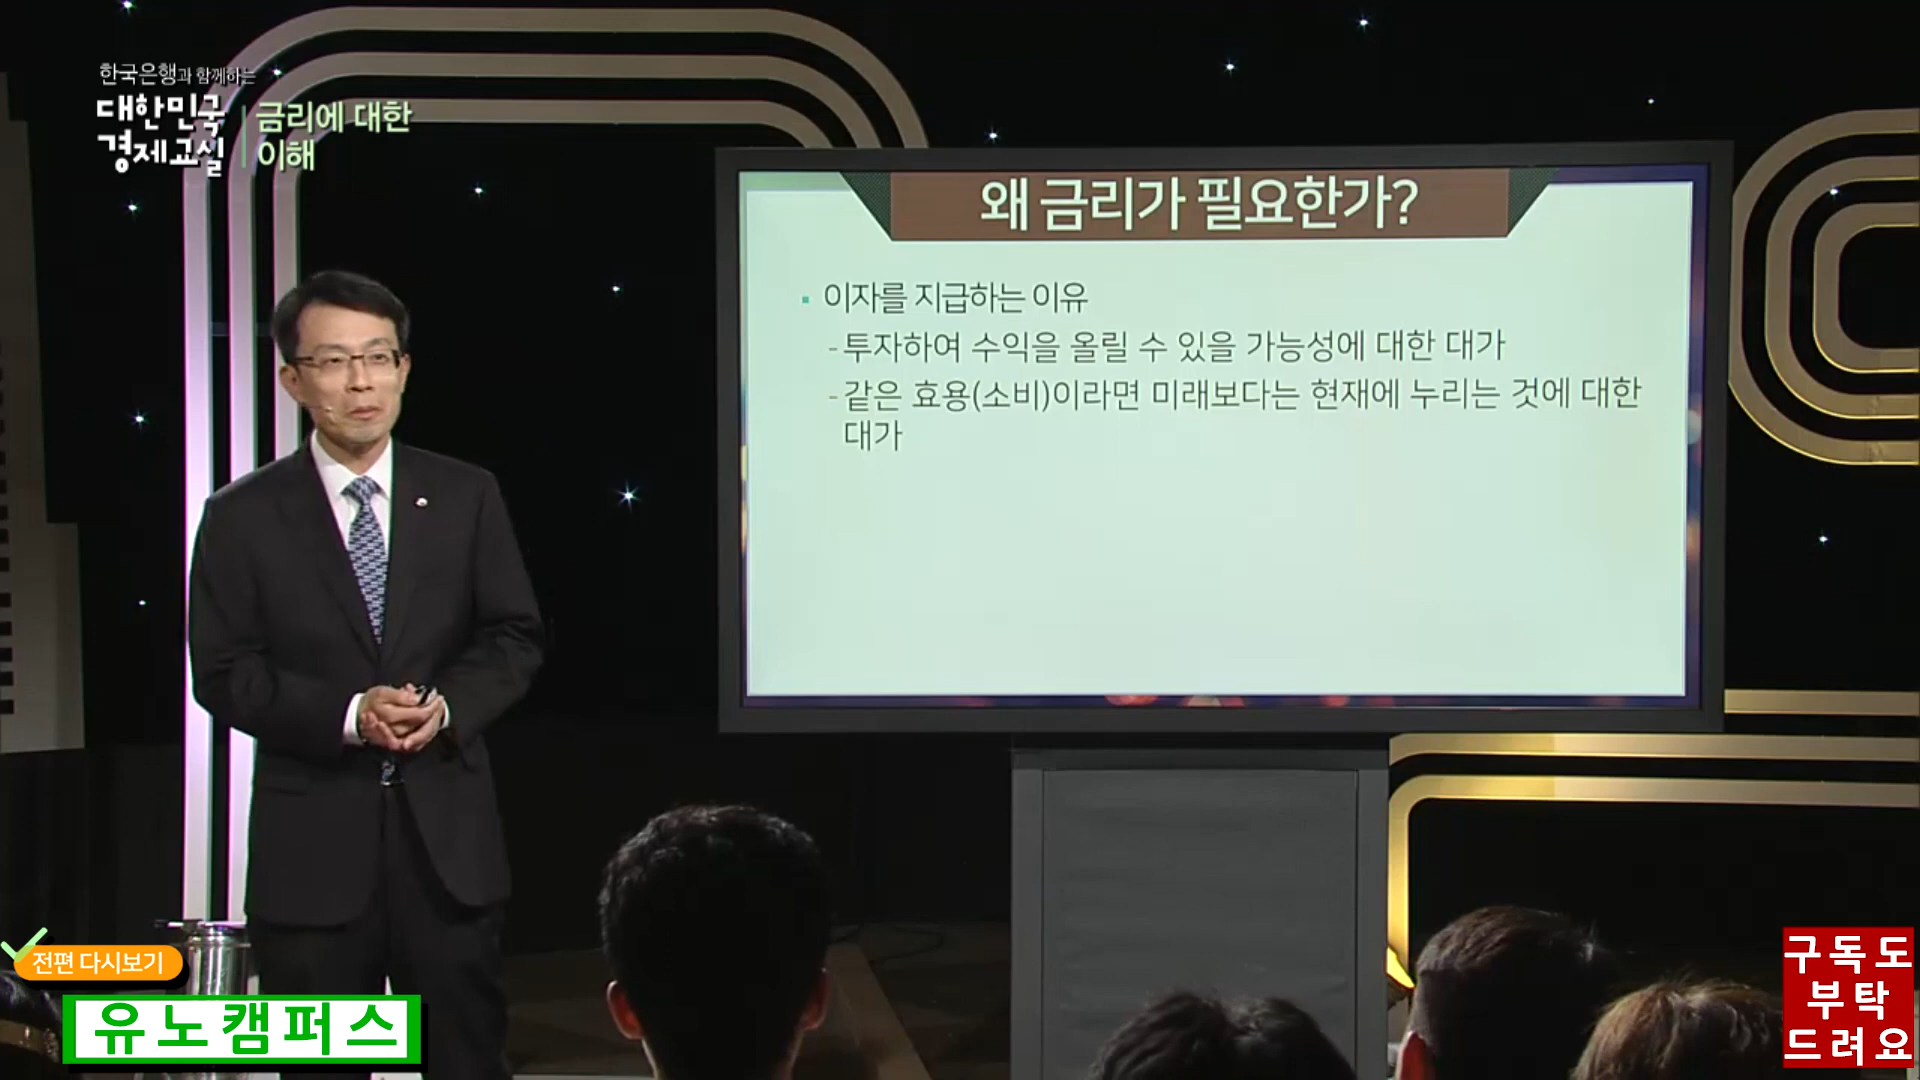 한국은행과 함께하는
대한민국
경제교실
금리에 대한
이해
왜 금리가 필요한가?
▪ 이자를 지급하는 이유
- 투자하여 수익을 올릴 수 있을 가능성에 대한 대가
- 같은 효용(소비)이라면 미래보다는 현재에 누리는 것에 대한
대가
전편 다시보기
유노캠퍼스
구독도
부탁
드려요